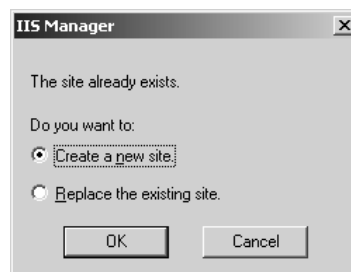 IIS Manager
The site already exists.
Do you want to:
Create a new site.
Replace the existing site.
OK Cancel